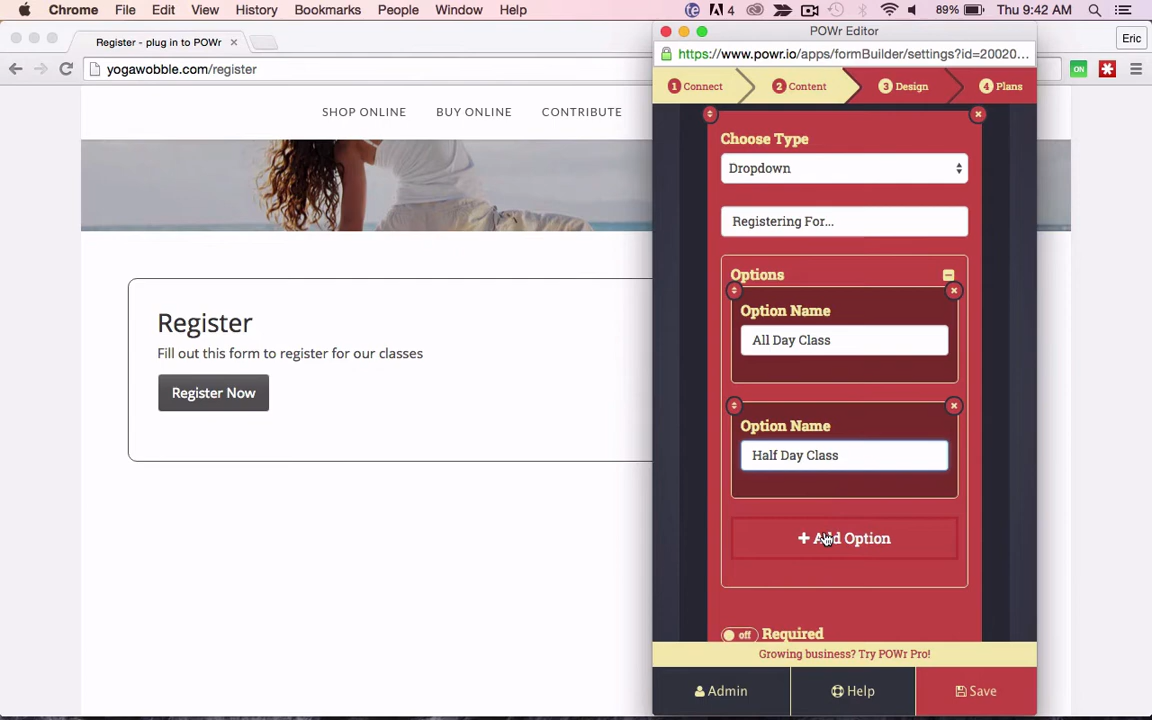 Chrome File Edit View History Bookmarks People Window Help 4 89% Thu 9:42 AM
Register - plug in to POWr ×
Eric
yogawobble.com/register
ON
POWr Editor
https://www.powr.io/apps/formBuilder/settings?id=20020...
1 Connect 2 Content 3 Design 4 Plans
SHOP ONLINE BUY ONLINE CONTRIBUTE
Choose Type
Dropdown
Registering For...
Options
Option Name
All Day Class
Option Name
Half Day Class
+ Add Option
off Required
Growing business? Try POWr Pro!
Admin Help Save
Register
Fill out this form to register for our classes
Register Now